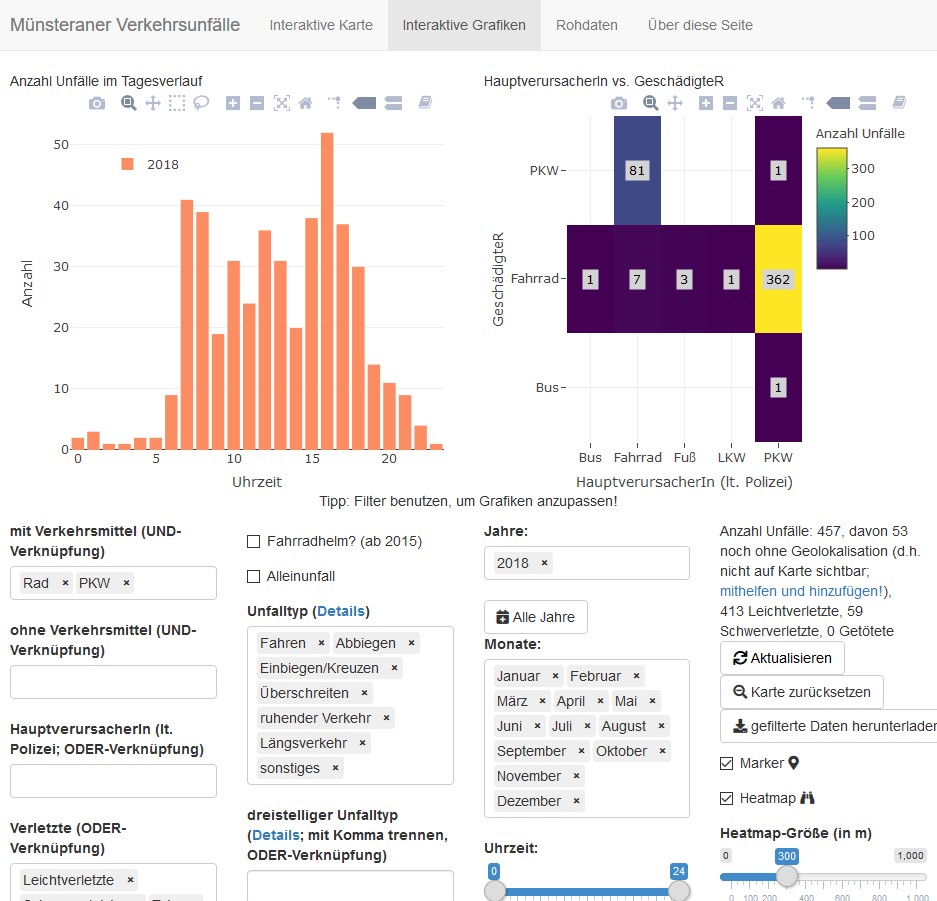 Münsteraner Verkehrsunfälle
Interaktive Karte
Interaktive Grafiken
Rohdaten
Über diese Seite
Anzahl Unfälle im Tagesverlauf
50
40
30
20
10
0
Anzahl
2018
0 5 10 15 20
Uhrzeit
HauptverursacherIn vs. GeschädigteR
GeschädigteR
PKW
81
1
Fahrrad
1
7
3
1
362
Bus
1
Bus Fahrrad Fuß LKW PKW
HauptverursacherIn (lt. Polizei)
Anzahl Unfälle
300
200
100
Tipp: Filter benutzen, um Grafiken anzupassen!
mit Verkehrsmittel (UND-
Verknüpfung)
Rad × PKW ×
ohne Verkehrsmittel (UND-
Verknüpfung)
HauptverursacherIn (lt.
Polizei; ODER-Verknüpfung)
Verletzte (ODER-
Verknüpfung)
Leichtverletzte ×
Fahrradhelm? (ab 2015)
Alleinunfall
Unfalltyp (Details)
Fahren × Abbiegen ×
Einbiegen/Kreuzen ×
Überschreiten ×
ruhender Verkehr ×
Längsverkehr ×
sonstiges ×
dreistelliger Unfalltyp
(Details; mit Komma trennen,
ODER-Verknüpfung)
Jahre:
2018 ×
Alle Jahre
Monate:
Januar × Februar ×
März × April × Mai ×
Juni × Juli × August ×
September × Oktober ×
November ×
Dezember ×
Uhrzeit:
0 24
Anzahl Unfälle: 457, davon 53
noch ohne Geolokalisation (d.h.
nicht auf Karte sichtbar;
mithelfen und hinzufügen!),
413 Leichtverletzte, 59
Schwerverletzte, 0 Getötete
Aktualisieren
Karte zurücksetzen
gefilterte Daten herunterladen
Marker
Heatmap
Heatmap-Größe (in m)
0 300 1,000
0 100 200 400 600 800 1 000